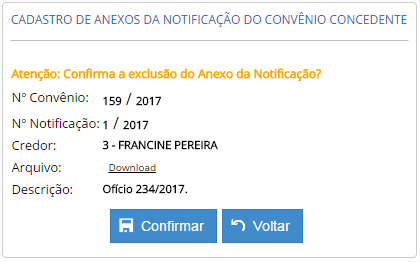 CADASTRO DE ANEXOS DA NOTIFICAÇÃO DO CONVÊNIO CONCEDENTE
Atenção: Confirma a exclusão do Anexo da Notificação?
Nº Convênio: 159 / 2017
Nº Notificação: 1 / 2017
Credor: 3 - FRANCINE PEREIRA
Arquivo: Download
Descrição: Ofício 234/2017.
Confirmar Voltar